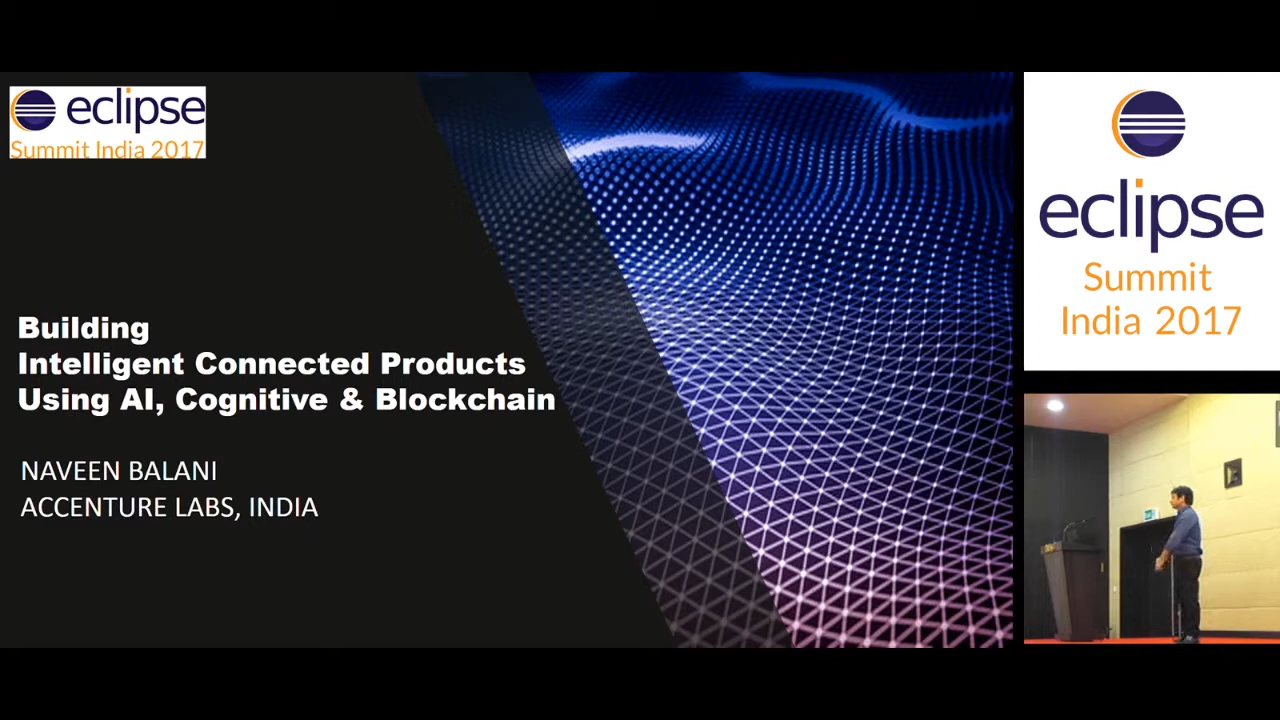 eclipse
Summit India 2017
Building
Intelligent Connected Products
Using AI, Cognitive & Blockchain
NAVEEN BALANI
ACCENTURE LABS, INDIA
eclipse
Summit
India 2017